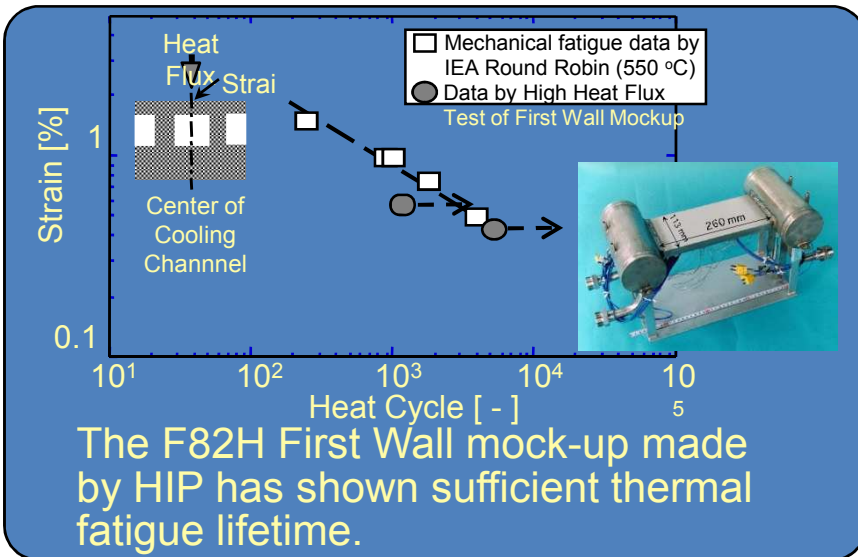 Heat
Flux
Strai
Mechanical fatigue data by
IEA Round Robin (550 °C)
Data by High Heat Flux
Test of First Wall Mockup
Strain [%]
1
0.1
Center of
Cooling
Channnel
113 mm
260 mm
10¹
10²
10³
10⁴
10
5
Heat Cycle [ - ]
The F82H First Wall mock-up made
by HIP has shown sufficient thermal
fatigue lifetime.